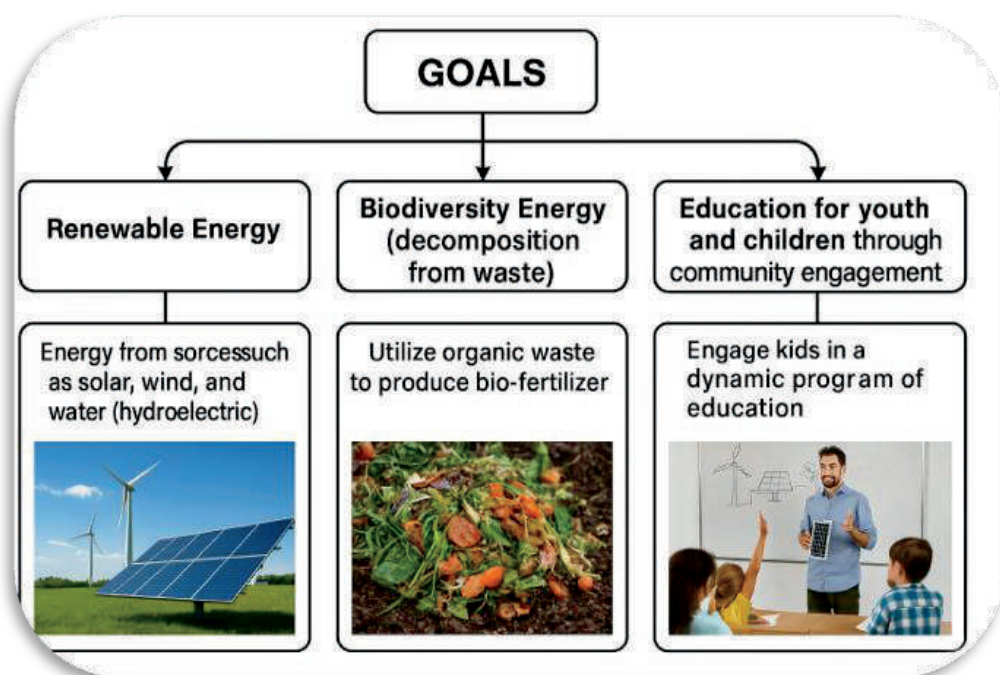 GOALS
Renewable Energy
Biodiversity Energy
(decomposition
from waste)
Education for youth
and children through
community engagement
Energy from sorcessuch
as solar, wind, and
water (hydroelectric)
Utilize organic waste
to produce bio-fertilizer
Engage kids in a
dynamic program of
education